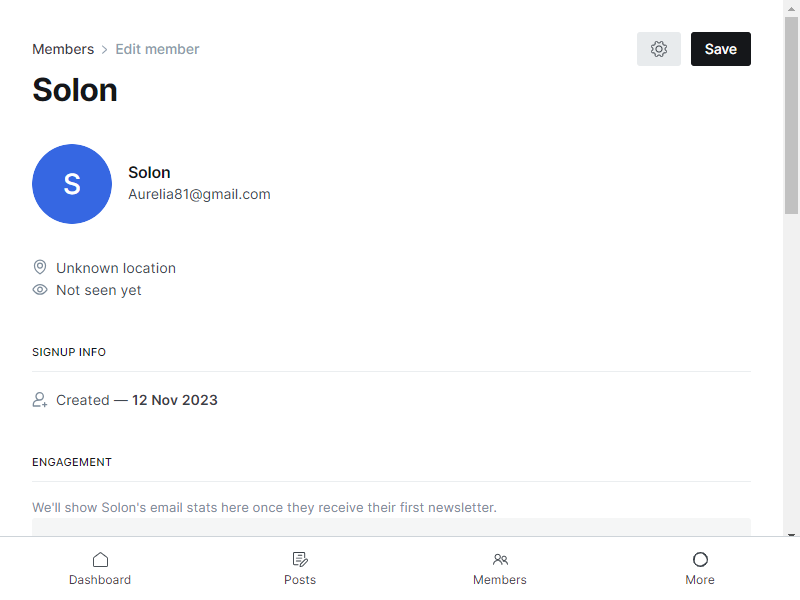 Members > Edit member
Save
Solon
S
Solon
Aurelia81@gmail.com
Unknown location
Not seen yet
SIGNUP INFO
Created — 12 Nov 2023
ENGAGEMENT
We'll show Solon's email stats here once they receive their first newsletter.
Dashboard
Posts
Members
More